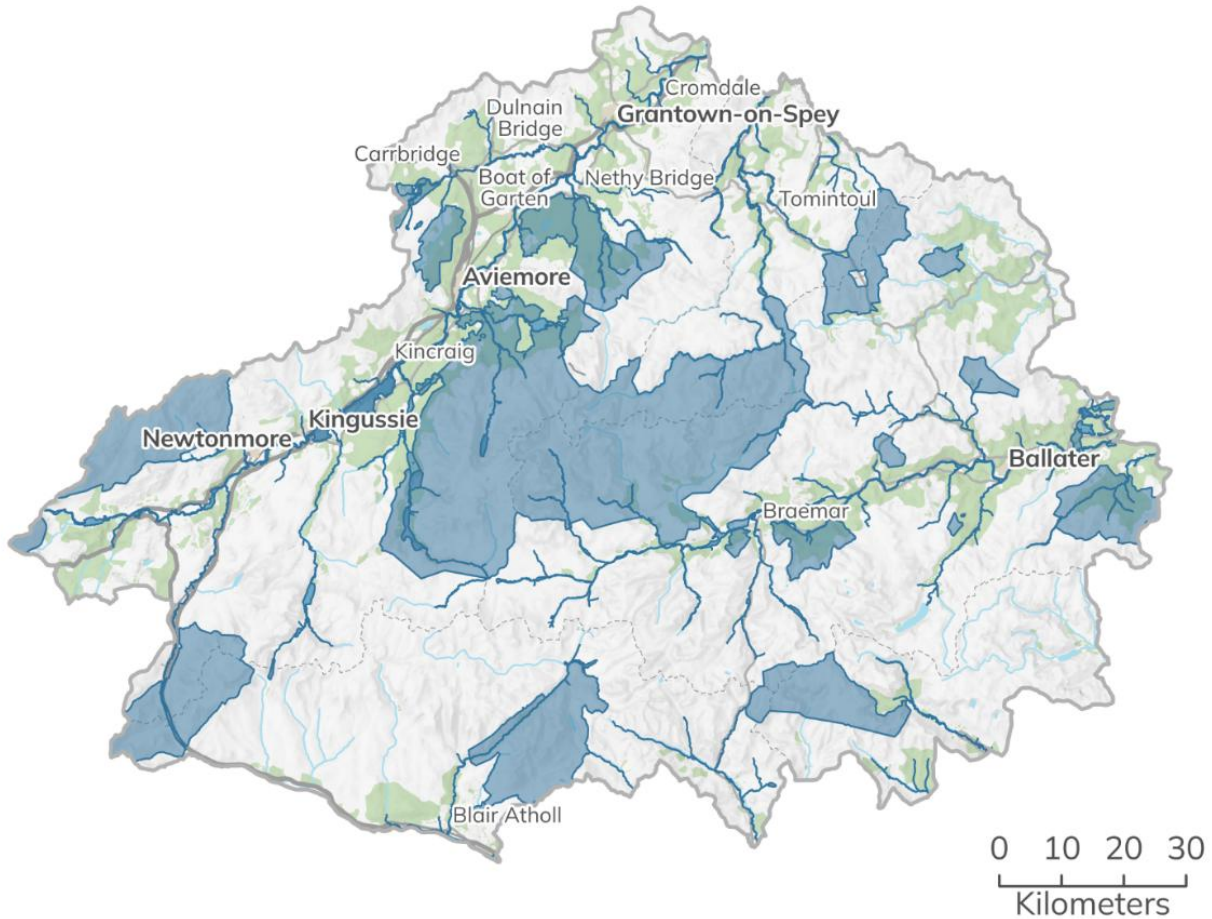 Cromdale
Grantown-on-Spey
Dulnain
Bridge
Carrbridge
Boat of
Garten
Nethy Bridge
Tomintoul
Aviemore
Kincraig
Kingussie
Newtonmore
Ballater
Braemar
Blair Atholl
0 10 20 30
Kilometers